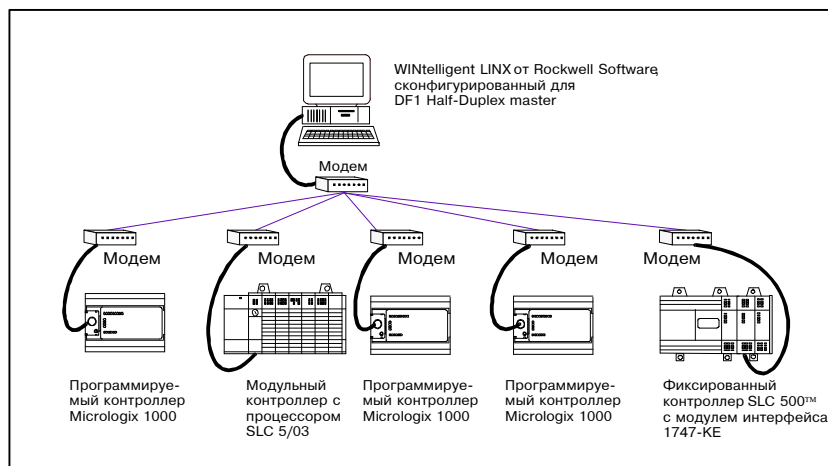 WINtelligent LINX от Rockwell Software,
сконфигурированный для
DF1 Half-Duplex master
Модем
Модем
Модем
Модем
Модем
Модем
Программируе-
мый контроллер
Micrologix 1000
Модульный
контроллер с
процессором
SLC 5/03
Программируе-
мый контроллер
Micrologix 1000
Программируе-
мый контроллер
Micrologix 1000
Фиксированный
контроллер SLC 500™
с модулем интерфейса
1747-KE